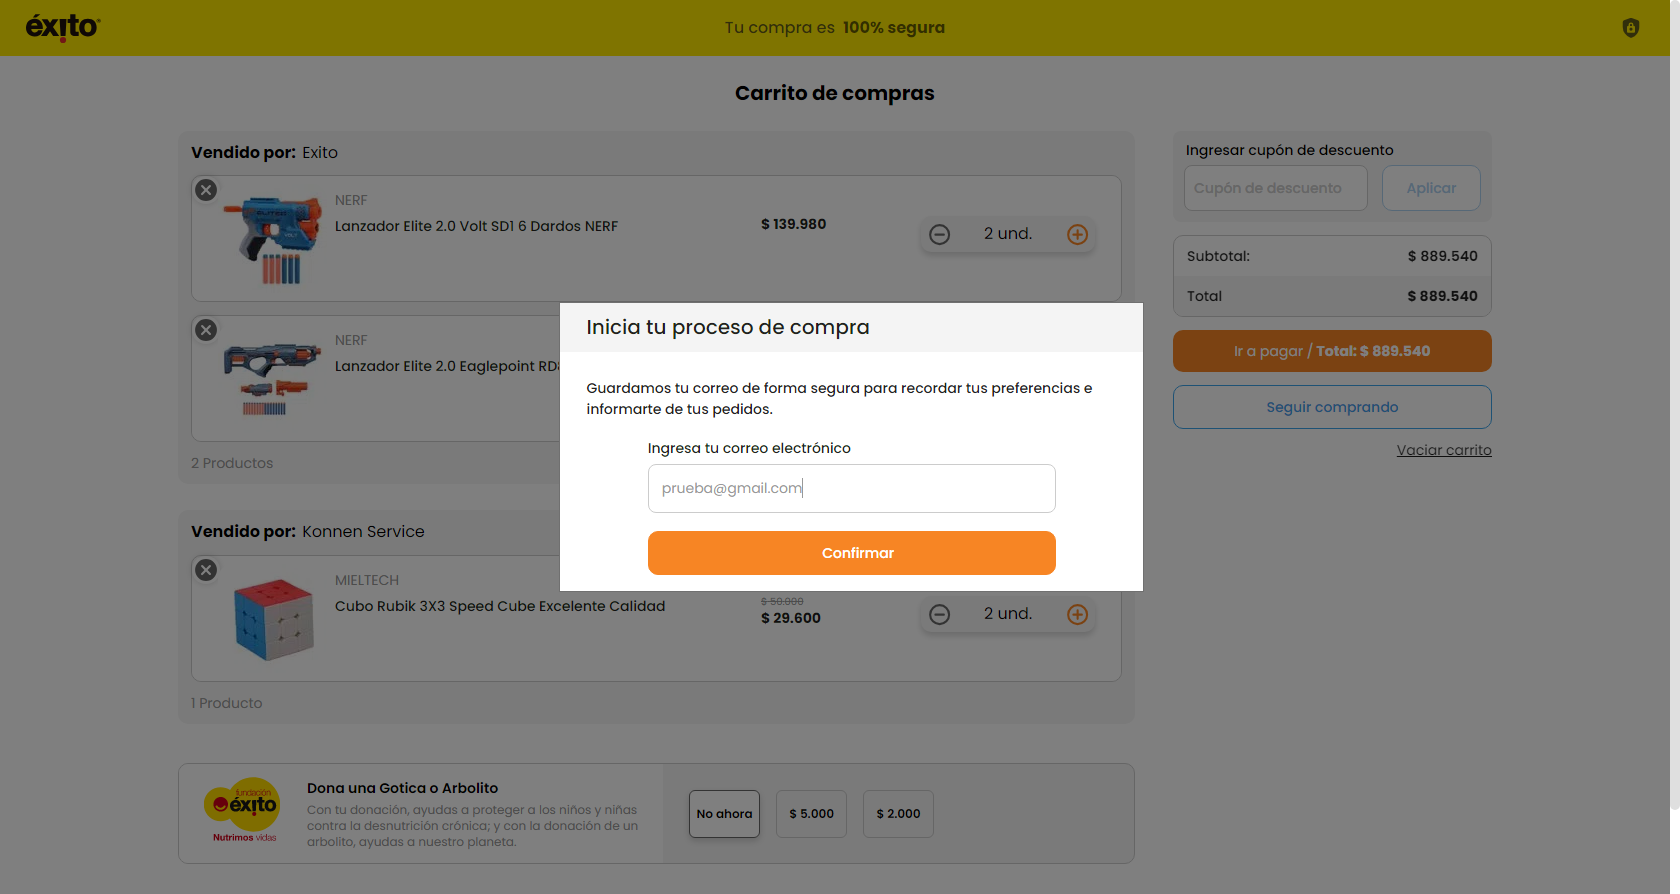 éxito
Tu compra es 100% segura
Carrito de compras
Vendido por: Exito
NERF
Lanzador Elite 2.0 Volt SD1 6 Dardos NERF
$ 139.980
2 und.
NERF
Lanzador Elite 2.0 Eaglepoint RD
2 Productos
Vendido por: Konnen Service
MIELTECH
Cubo Rubik 3X3 Speed Cube Excelente Calidad
$ 50.000
$ 29.600
2 und.
1 Producto
fundación
éxito
Nutrimos vidas
Dona una Gotica o Arbolito
Con tu donación, ayudas a proteger a los niños y niñas
contra la desnutrición crónica; y con la donación de un
arbolito, ayudas a nuestro planeta.
No ahora
$ 5.000
$ 2.000
Ingresar cupón de descuento
Cupón de descuento
Aplicar
Subtotal:
$ 889.540
Total
$ 889.540
Ir a pagar / Total: $ 889.540
Seguir comprando
Vaciar carrito
Inicia tu proceso de compra
Guardamos tu correo de forma segura para recordar tus preferencias e
informarte de tus pedidos.
Ingresa tu correo electrónico
prueba@gmail.com
Confirmar